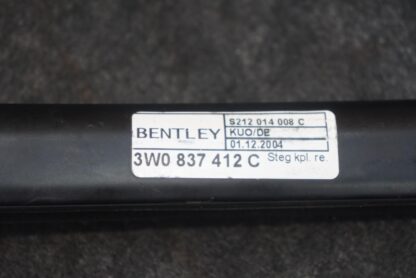 S212 014 008 C
BENTLEY KUO/DE
01.12.2004
3W0 837 412 C Steg kpl. re.